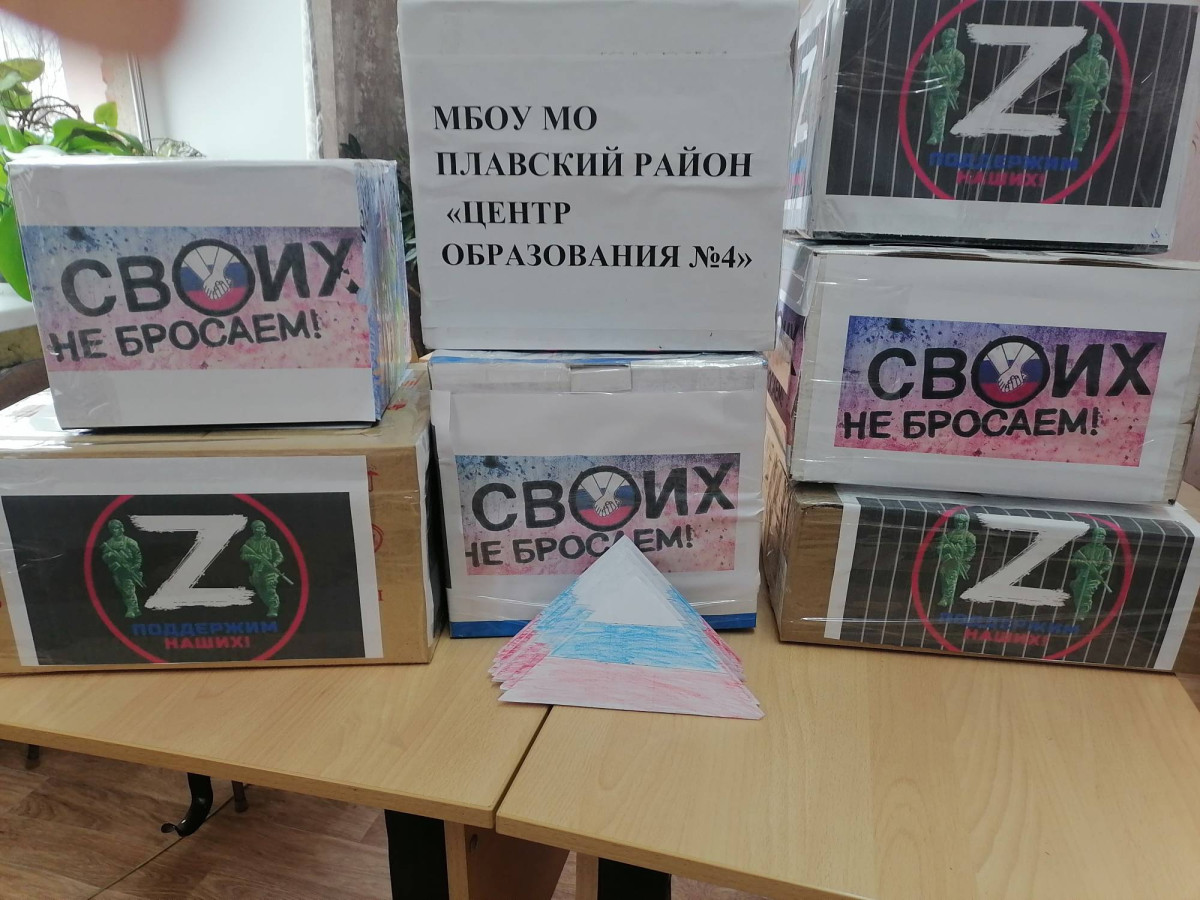 МБОУ МО
ПЛАВСКИЙ РАЙОН
«ЦЕНТР
ОБРАЗОВАНИЯ №4»
Z
ПОДДЕРЖИМ
НАШИХ!
СВОИХ
НЕ БРОСАЕМ!
СВОИХ
НЕ БРОСАЕМ!
СВОИХ
НЕ БРОСАЕМ!
Z
ПОДДЕРЖИМ
НАШИХ!
Z
ПОДДЕРЖИМ
НАШИХ!